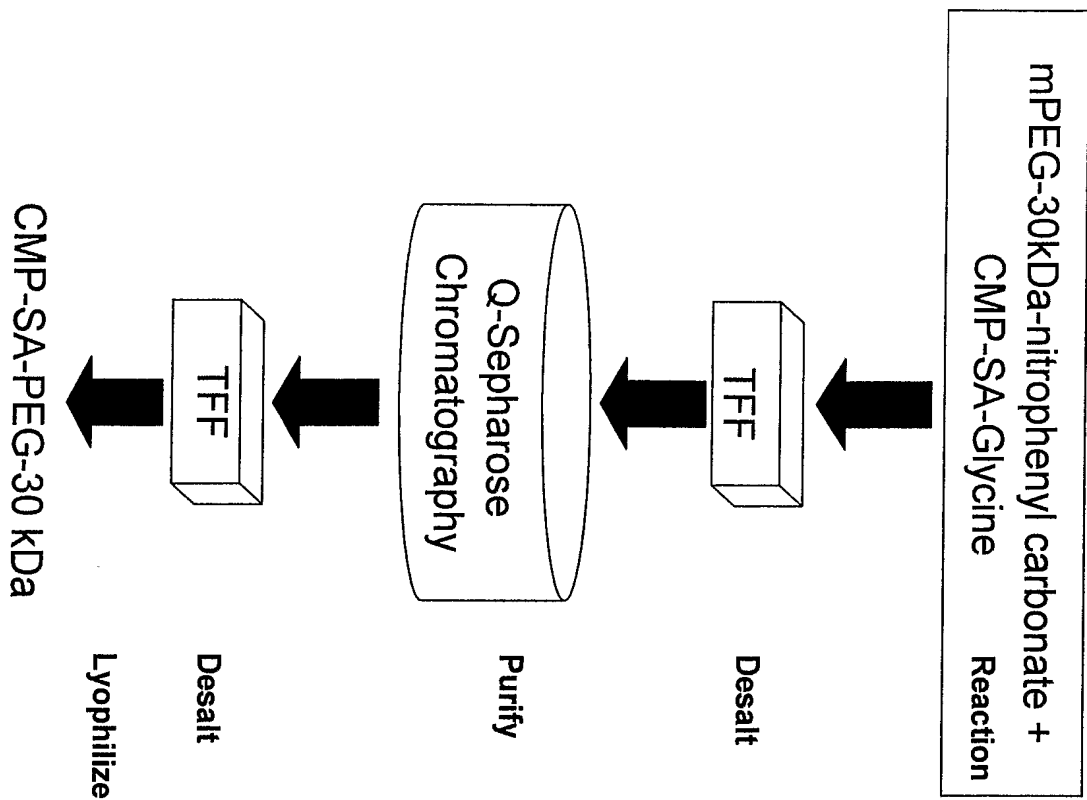 mPEG-30kDa-nitrophenyl carbonate +
CMP-SA-Glycine
Reaction
TFF
Desalt
Q-Sepharose
Chromatography
Purify
TFF
Desalt
Lyophilize
CMP-SA-PEG-30 kDa